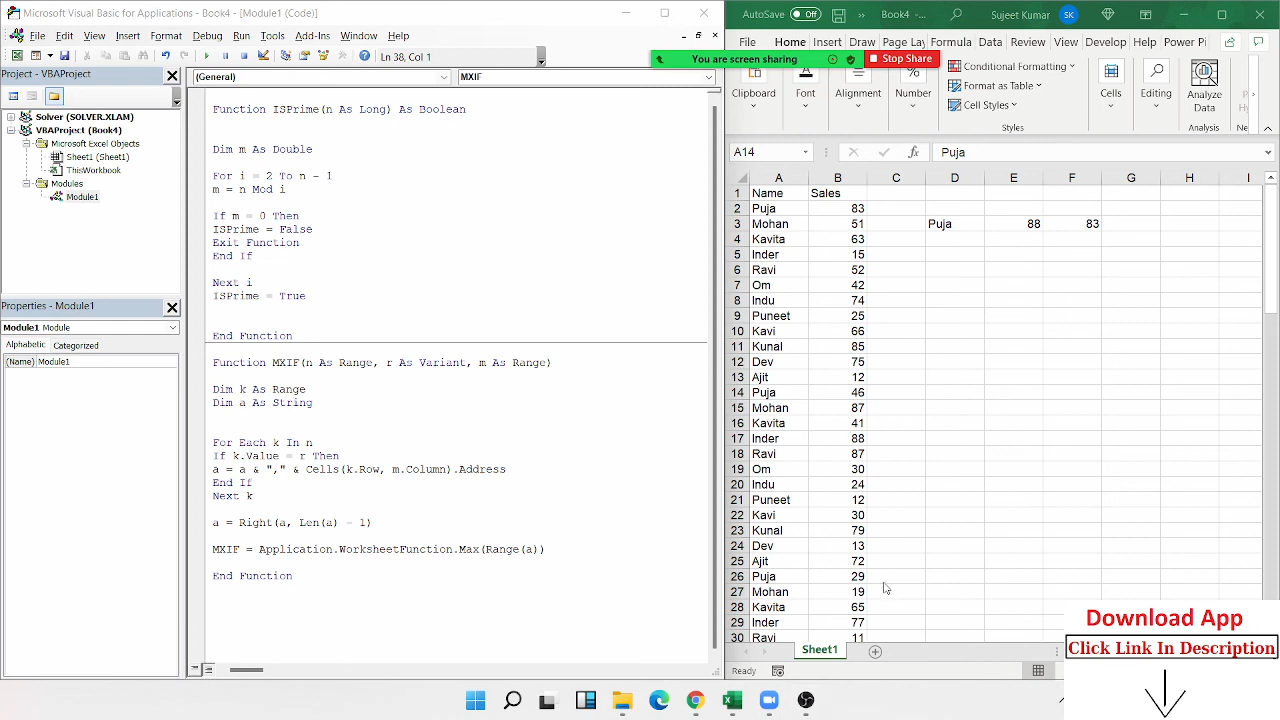 Microsoft Visual Basic for Applications - Book4 - [Module1 (Code)]
File Edit View Insert Format Debug Run Tools Add-Ins Window Help
Ln 38, Col 1
Project - VBAProject
Solver (SOLVER.XLAM)
VBAProject (Book4)
Microsoft Excel Objects
Sheet1 (Sheet1)
ThisWorkbook
Modules
Module1
Properties - Module1
Module1 Module
Alphabetic Categorized
(Name) Module1
(General) MXIF
Function ISPrime(n As Long) As Boolean
Dim m As Double
For i = 2 To n - 1
m = n Mod i
If m = 0 Then
ISPrime = False
Exit Function
End If
Next i
ISPrime = True
End Function
Function MXIF(n As Range, r As Variant, m As Range)
Dim k As Range
Dim a As String
For Each k In n
If k.Value = r Then
a = a & "," & Cells(k.Row, m.Column).Address
End If
Next k
a = Right(a, Len(a) - 1)
MXIF = Application.WorksheetFunction.Max(Range(a))
End Function
AutoSave Off Book4 -... Sujeet Kumar SK
File Home Insert Draw Page Lay Formula Data Review View Help Power Pi
You are screen sharing Stop Share
Clipboard Font Alignment Number
Conditional Formatting
Format as Table
Cell Styles
Styles
Cells Editing
Analyze Data
Analysis
A14 fx Puja
A B C D E F G H I
1 Name Sales
2 Puja 83
3 Mohan 51 Puja 88 83
4 Kavita 63
5 Inder 15
6 Ravi 52
7 Om 42
8 Indu 74
9 Puneet 25
10 Kavi 66
11 Kunal 85
12 Dev 75
13 Ajit 12
14 Puja 46
15 Mohan 87
16 Kavita 41
17 Inder 88
18 Ravi 87
19 Om 30
20 Indu 24
21 Puneet 12
22 Kavi 30
23 Kunal 79
24 Dev 13
25 Ajit 72
26 Puja 29
27 Mohan 19
28 Kavita 65
29 Inder 77
30 Ravi 11
Sheet1
Ready
Download App
Click Link In Description